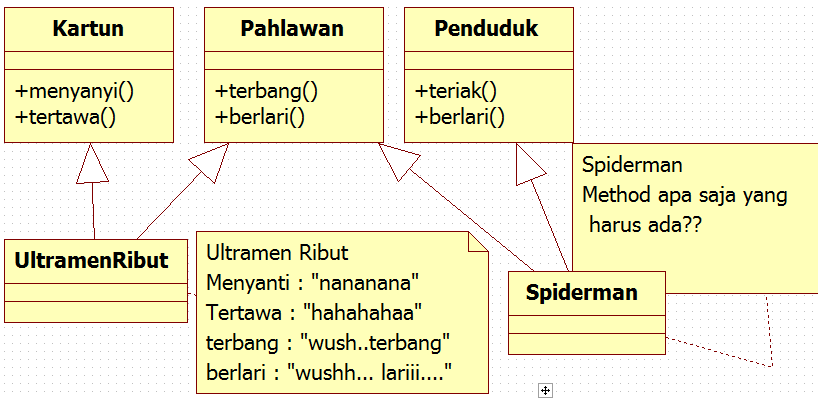 Kartun
+menyanyi()
+tertawa()
Pahlawan
+terbang()
+berlari()
Penduduk
+teriak()
+berlari()
Spiderman
Method apa saja yang
harus ada??
UltramenRibut
Ultramen Ribut
Menyanti : "nananana"
Tertawa : "hahahahaa"
terbang : "wush..terbang"
berlari : "wushh... lariii...."
Spiderman